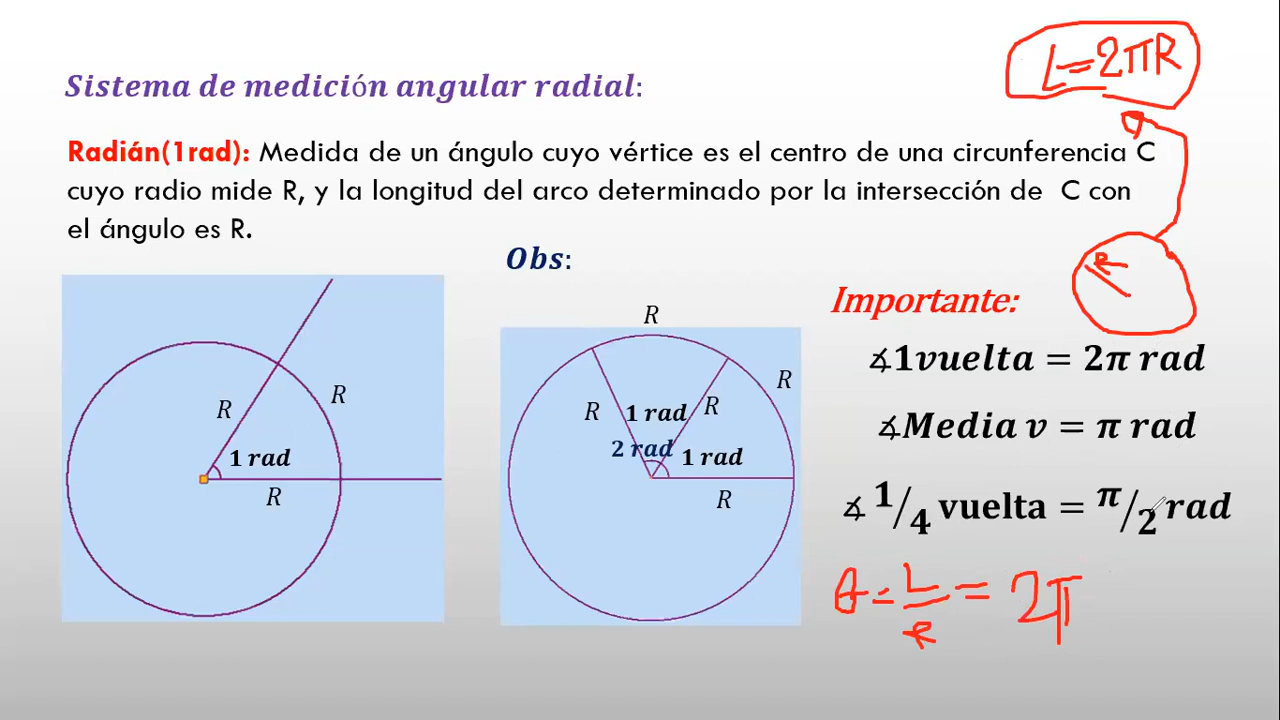 L=2πR
Sistema de medición angular radial:
Radián(1rad): Medida de un ángulo cuyo vértice es el centro de una circunferencia C
cuyo radio mide R, y la longitud del arco determinado por la intersección de C con
el ángulo es R.
Obs:
R
Importante:
∡1vuelta = 2π rad
∡Media v = π rad
∡ 1/4 vuelta = π/2 rad
θ = L/R = 2π
R
R
1 rad
R
R
R
R
1 rad
R
2 rad
1 rad
R